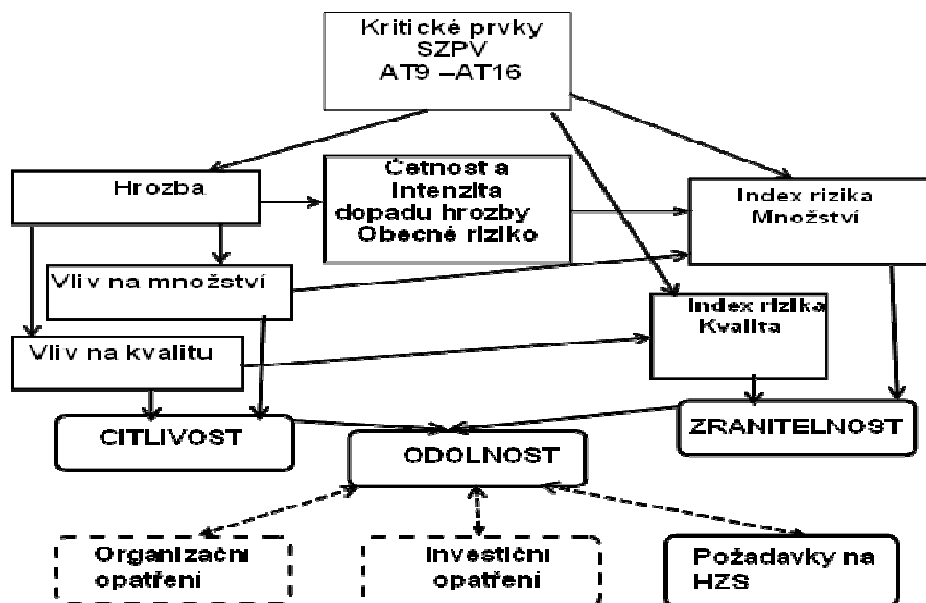 Kritické prvky
SZPV
AT9 –AT16
Hrozba
Četnost a
Intenzita
dopadu hrozby
Obecné riziko
Index rizika
Množství
Vliv na množství
Index rizika
Kvalita
Vliv na kvalitu
CITLIVOST
ZRANITELNOST
ODOLNOST
Organizační
opatření
Investiční
opatření
Požadavky na
HZS